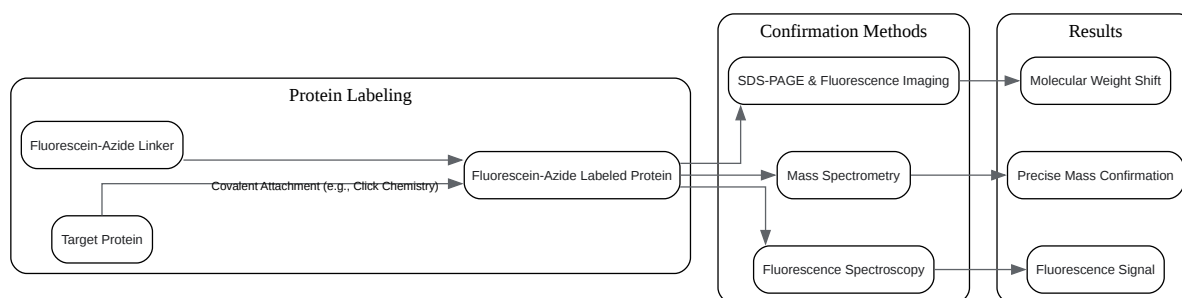 Protein Labeling
Fluorescein-Azide Linker
Covalent Attachment (e.g., Click Chemistry)
Target Protein
Fluorescein-Azide Labeled Protein
Confirmation Methods
SDS-PAGE & Fluorescence Imaging
Mass Spectrometry
Fluorescence Spectroscopy
Results
Molecular Weight Shift
Precise Mass Confirmation
Fluorescence Signal